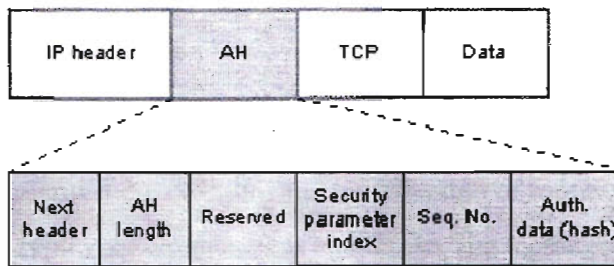 IP header
AH
TCP
Data
Next
header
AH
length
Reserved
Security
parameter
index
Seq. No.
Auth.
data (hash)